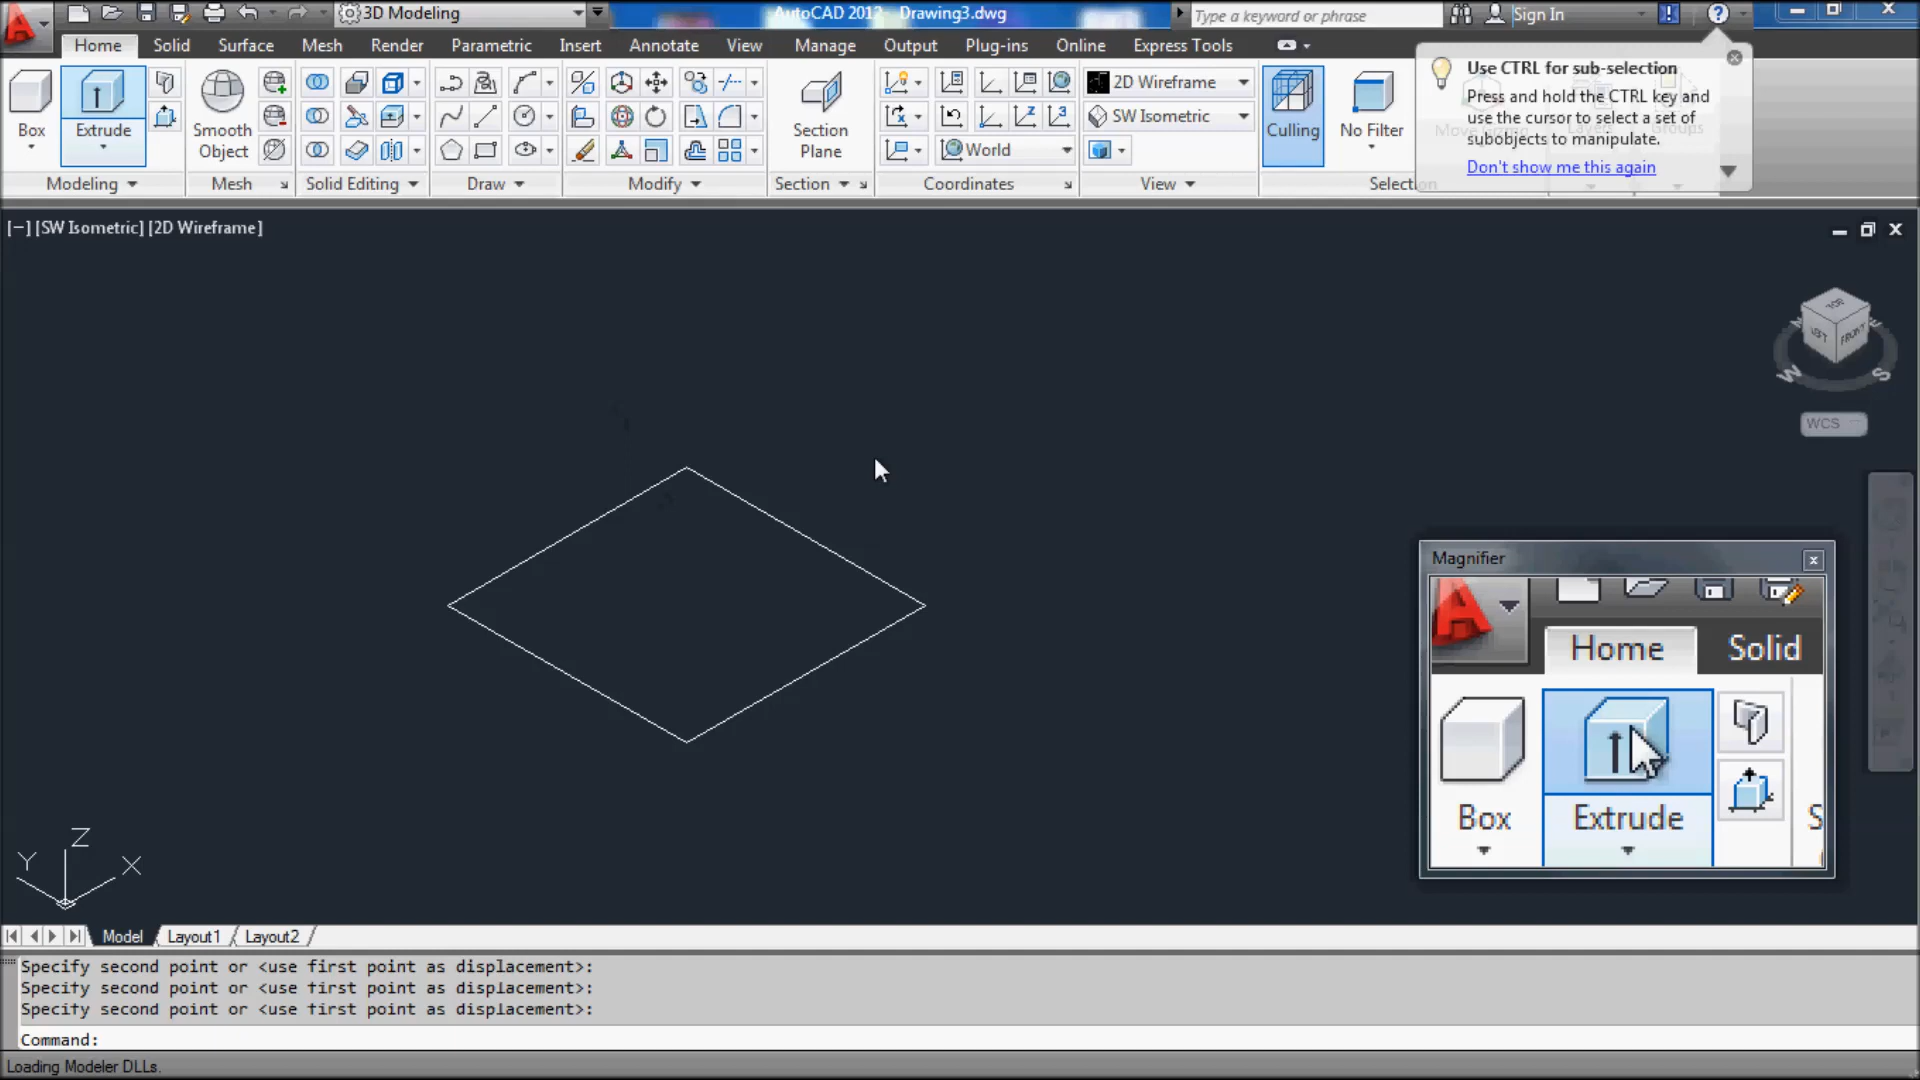 3D Modeling
AutoCAD 2012 - Drawing3.dwg
Type a keyword or phrase
Sign In
Home
Solid
Surface
Mesh
Render
Parametric
Insert
Annotate
View
Manage
Output
Plug-ins
Online
Express Tools
Box
Extrude
Smooth
Object
Section
Plane
World
2D Wireframe
SW Isometric
Culling
No Filter
Use CTRL for sub-selection
Press and hold the CTRL key and
use the cursor to select a set of
subobjects to manipulate.
Don't show me this again
Modeling
Mesh
Solid Editing
Draw
Modify
Section
Coordinates
View
[−] [SW Isometric] [2D Wireframe]
TOP
FRONT
W
S
WCS
Magnifier
Home
Solid
Box
Extrude
Z
Y
X
Model
Layout1
Layout2
Specify second point or <use first point as displacement>:
Specify second point or <use first point as displacement>:
Specify second point or <use first point as displacement>:
Command:
Loading Modeler DLLs.